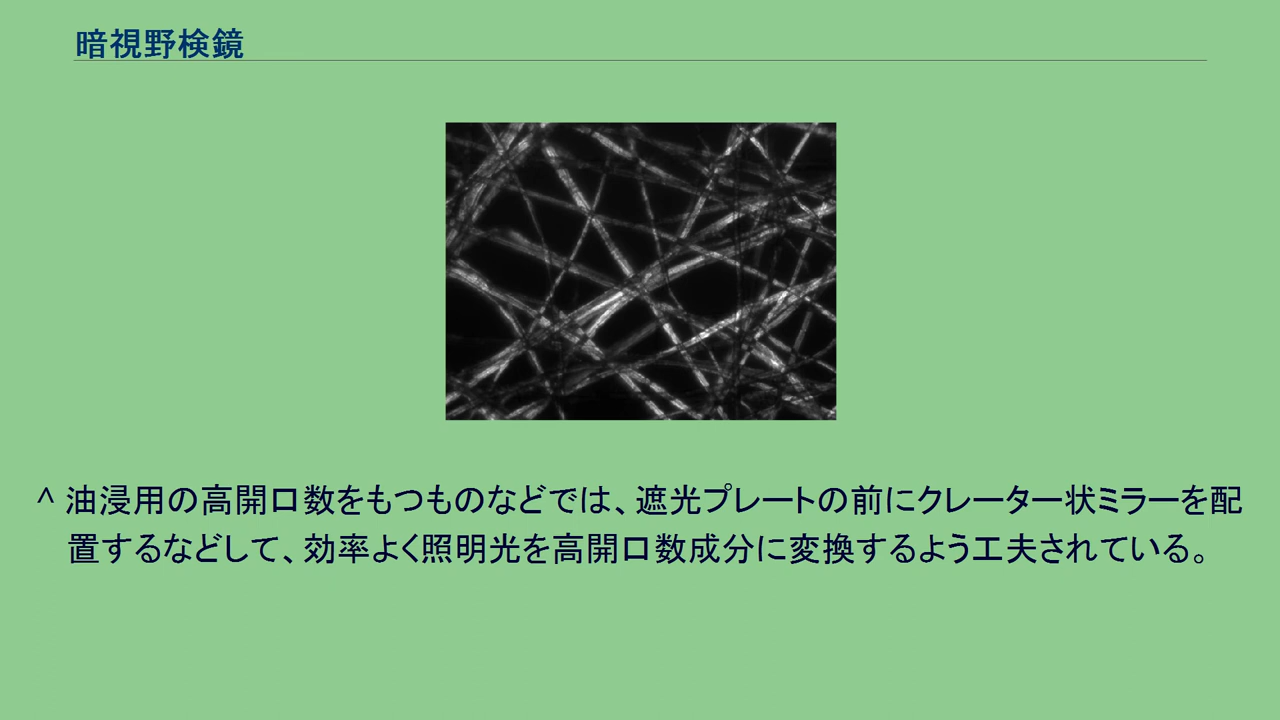 暗視野検鏡
^ 油浸用の高開口数をもつものなどでは、遮光プレートの前にクレーター状ミラーを配
置するなどして、効率よく照明光を高開口数成分に変換するよう工夫されている。